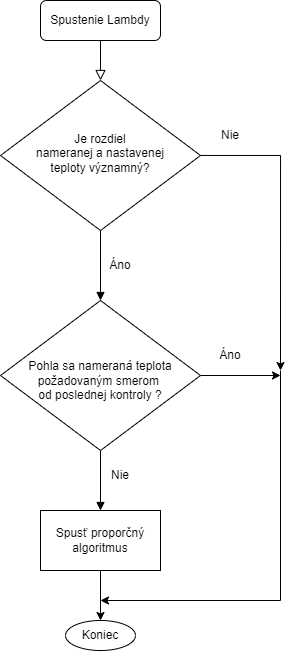 Spustenie Lambdy
Je rozdiel
nameranej a nastavenej
teploty významný?
Nie
Áno
Pohla sa nameraná teplota
požadovaným smerom
od poslednej kontroly ?
Áno
Nie
Spusť proporčný
algoritmus
Koniec